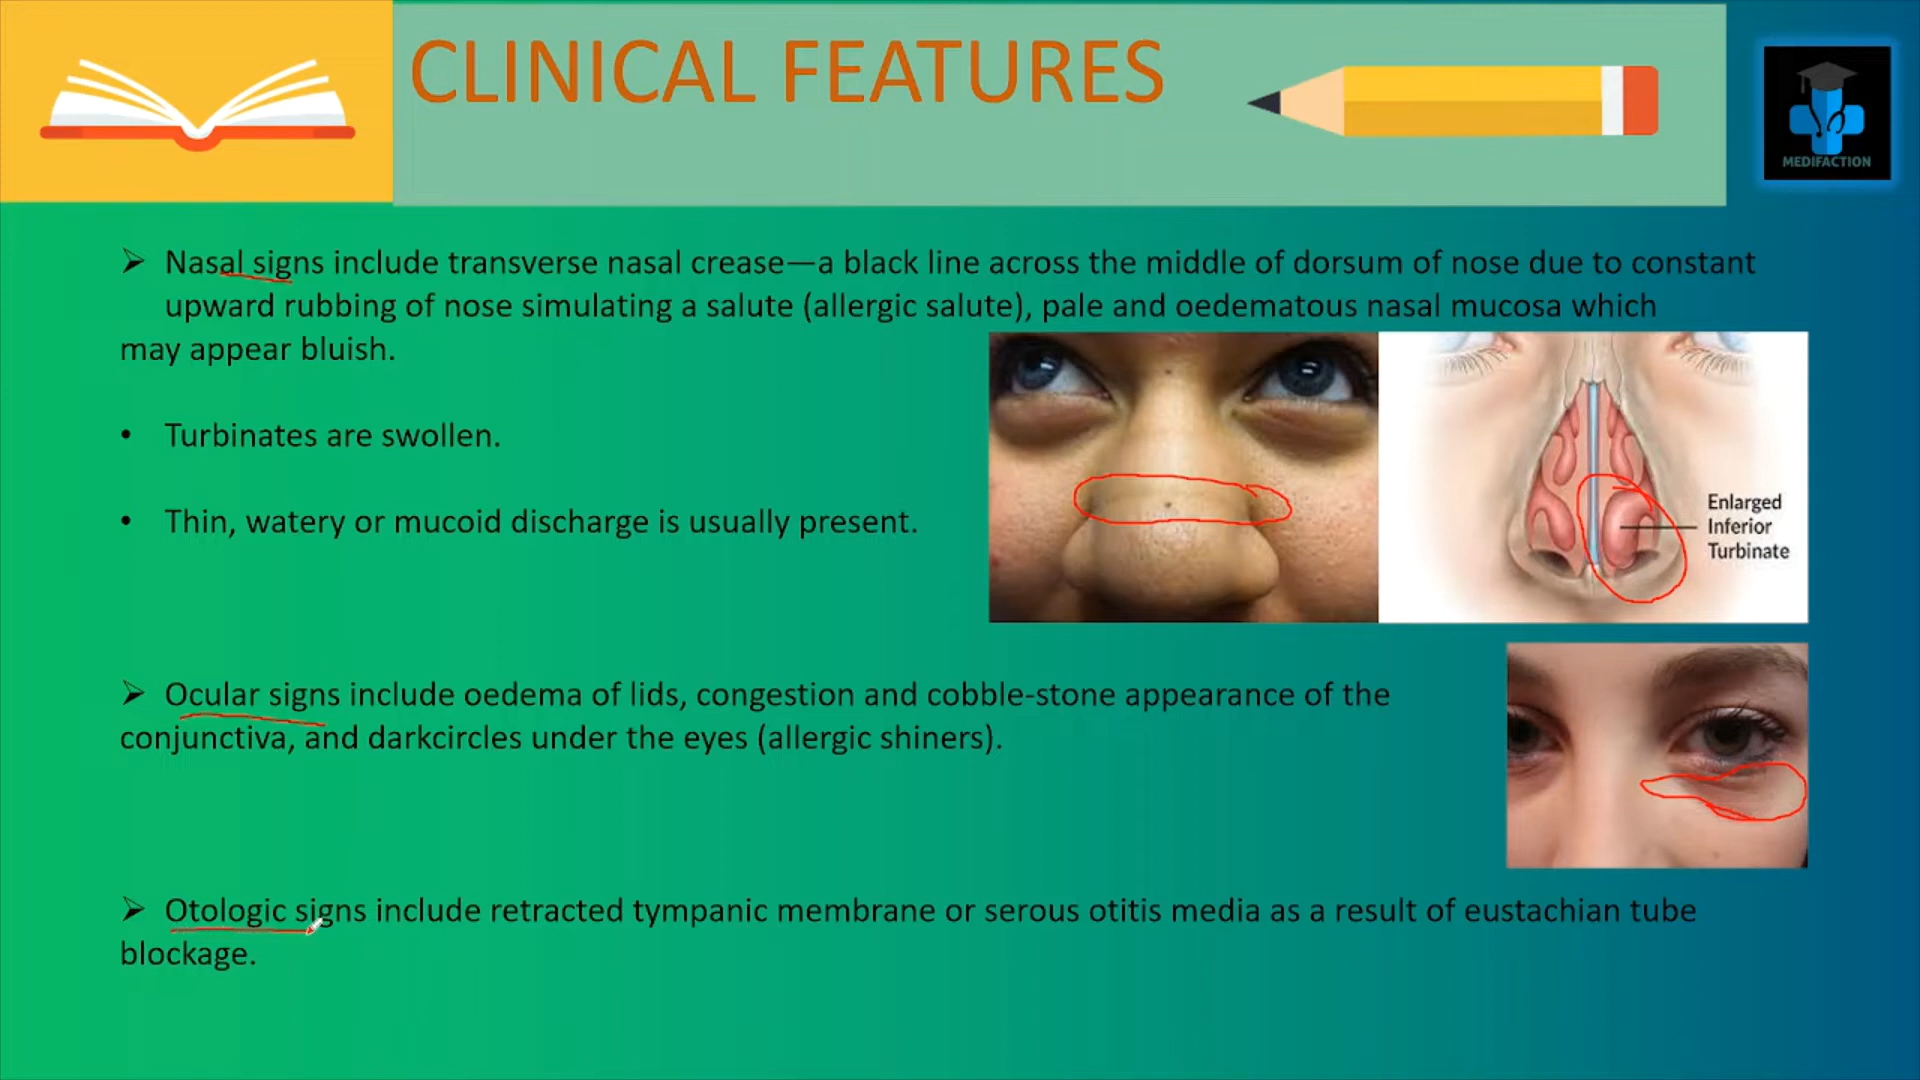 CLINICAL FEATURES
MEDIFACTION
➢ Nasal signs include transverse nasal crease—a black line across the middle of dorsum of nose due to constant
upward rubbing of nose simulating a salute (allergic salute), pale and oedematous nasal mucosa which
may appear bluish.
• Turbinates are swollen.
• Thin, watery or mucoid discharge is usually present.
Enlarged
Inferior
Turbinate
➢ Ocular signs include oedema of lids, congestion and cobble-stone appearance of the
conjunctiva, and darkcircles under the eyes (allergic shiners).
➢ Otologic signs include retracted tympanic membrane or serous otitis media as a result of eustachian tube
blockage.